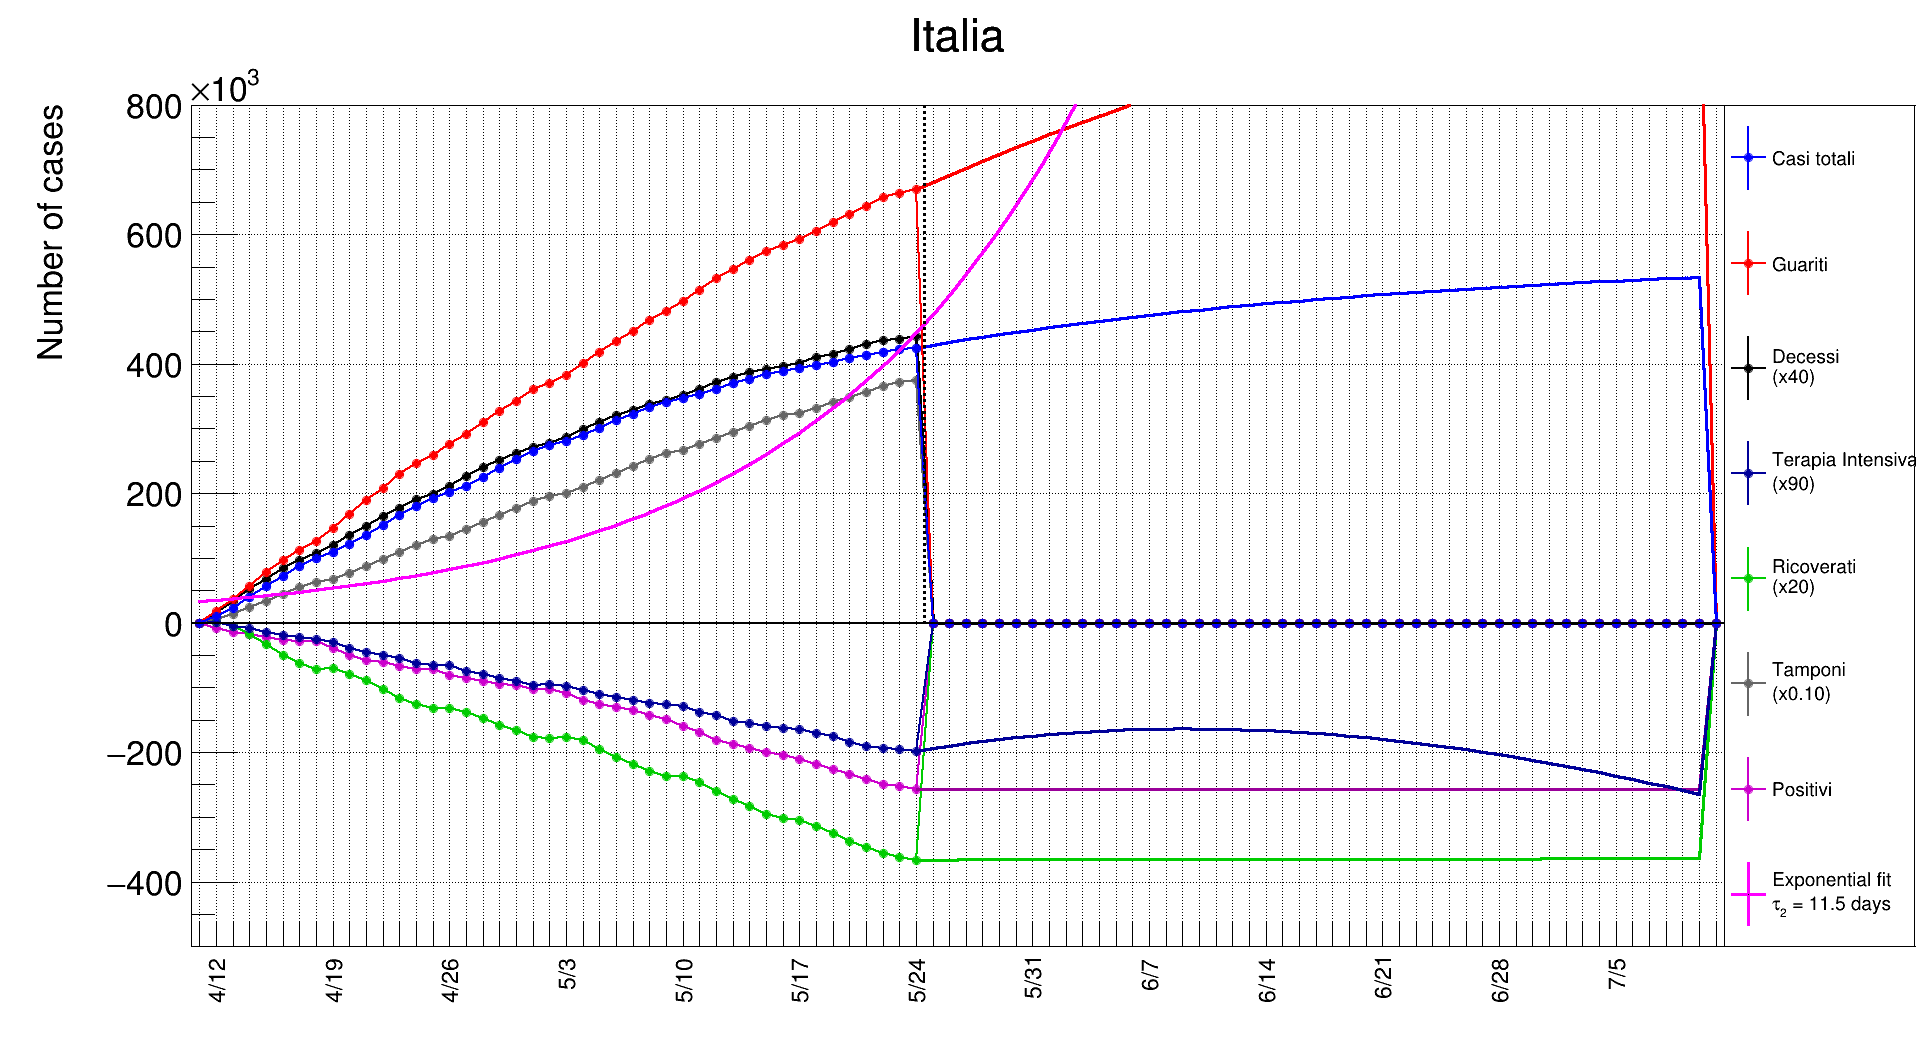 Italia
×10³
Number of cases
800
600
400
200
0
−200
−400
4/12
4/19
4/26
5/3
5/10
5/17
5/24
5/31
6/7
6/14
6/21
6/28
7/5
Casi totali
Guariti
Decessi
(x40)
Terapia Intensiva
(x90)
Ricoverati
(x20)
Tamponi
(x0.10)
Positivi
Exponential fit
τ₂ = 11.5 days